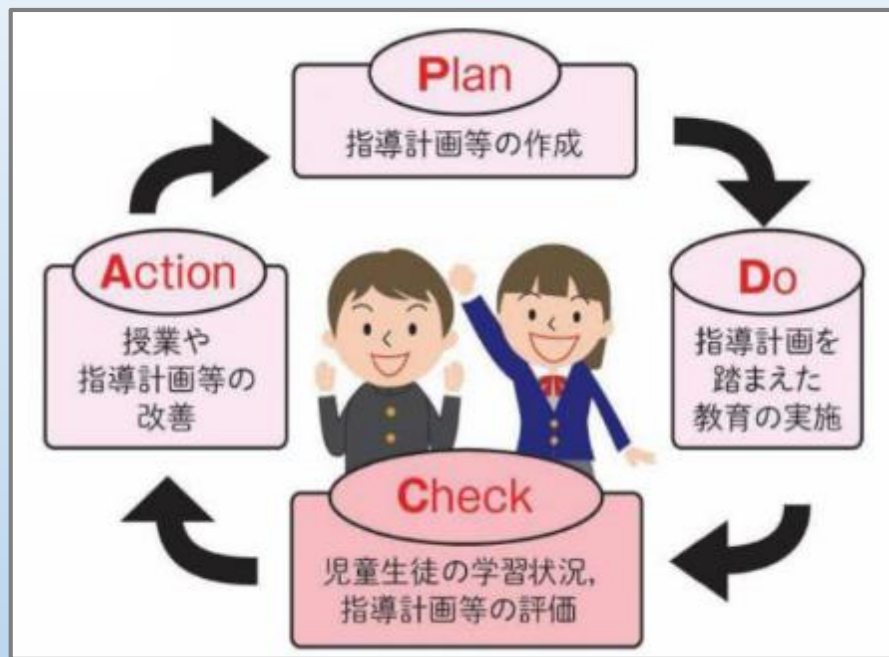 Plan
指導計画等の作成
Do
指導計画を
踏まえた
教育の実施
Check
児童生徒の学習状況,
指導計画等の評価
Action
授業や
指導計画等の
改善